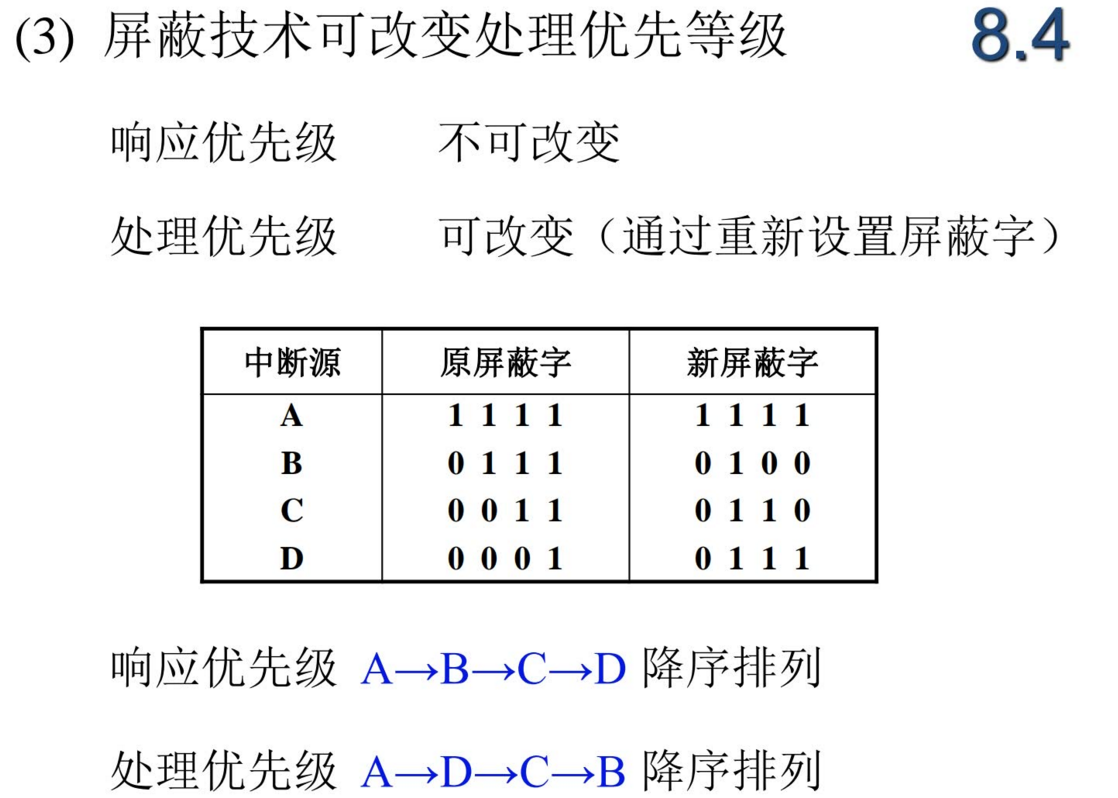 (3) 屏蔽技术可改变处理优先等级 8.4
响应优先级 不可改变
处理优先级 可改变（通过重新设置屏蔽字）
中断源 原屏蔽字 新屏蔽字
A 1 1 1 1 1 1 1 1
B 0 1 1 1 0 1 0 0
C 0 0 1 1 0 1 1 0
D 0 0 0 1 0 1 1 1
响应优先级 A→B→C→D 降序排列
处理优先级 A→D→C→B 降序排列